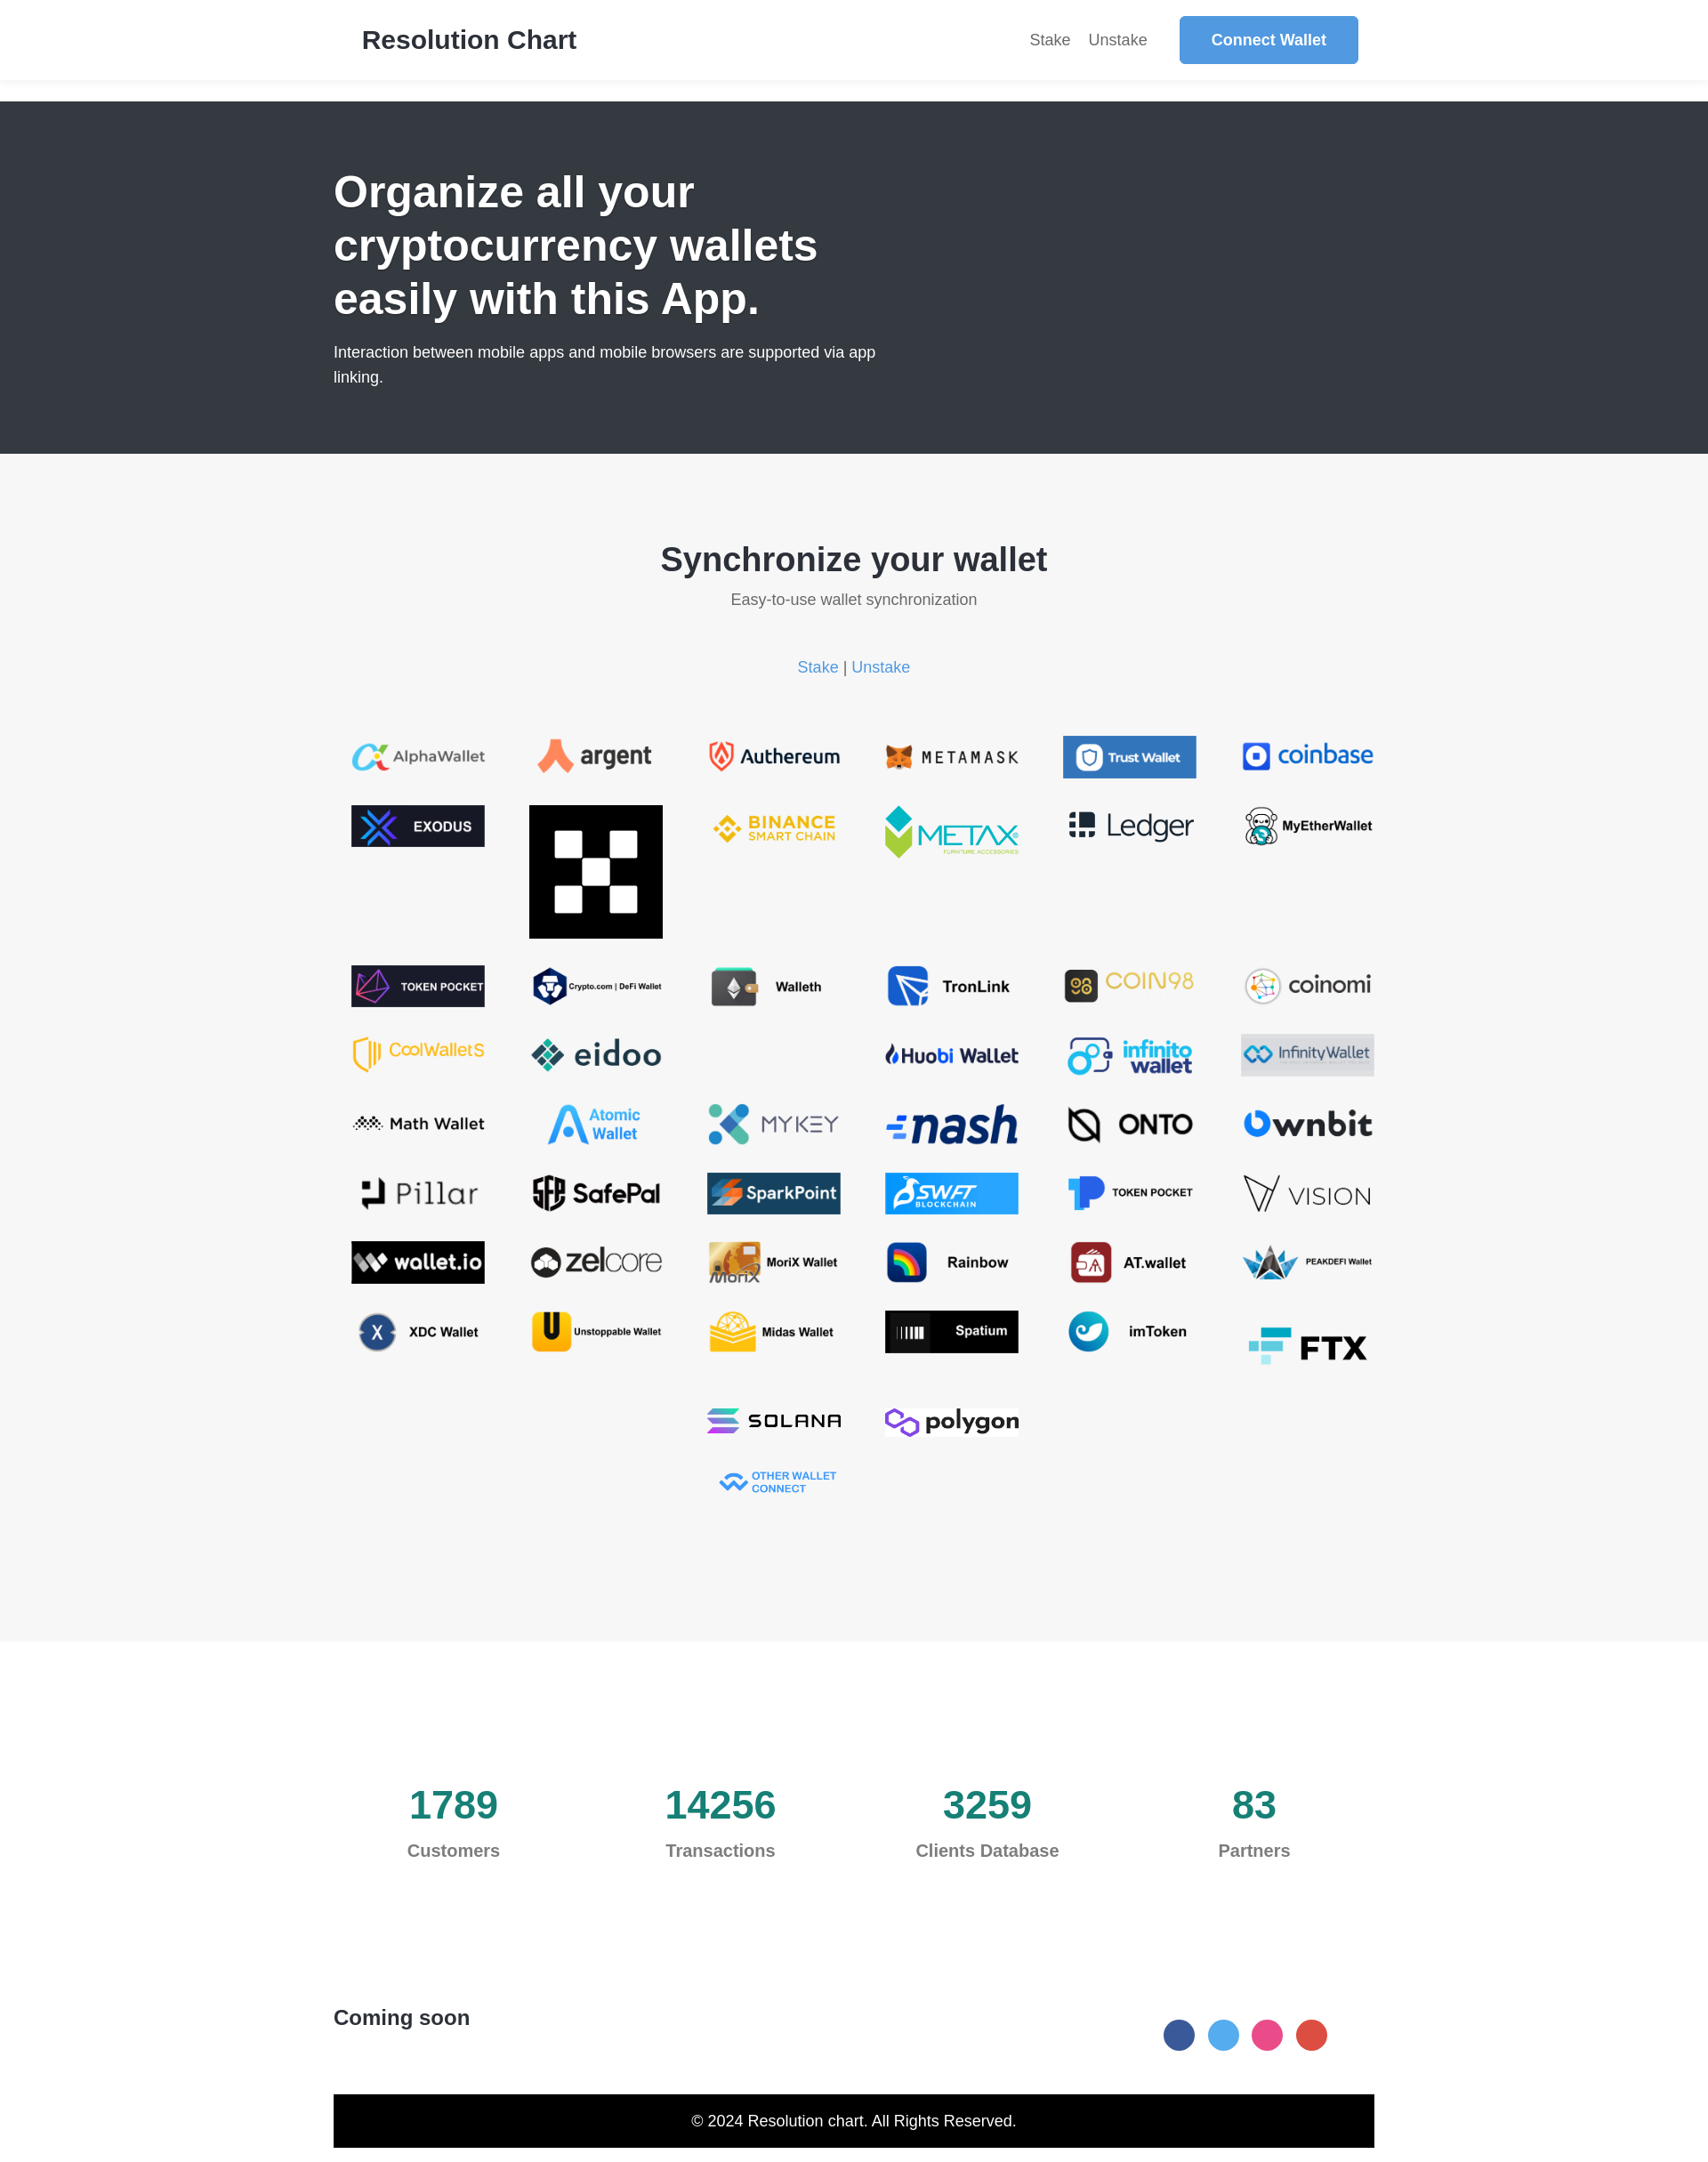 Resolution Chart
Stake Unstake Connect Wallet
Organize all your
cryptocurrency wallets
easily with this App.
Interaction between mobile apps and mobile browsers are supported via app
linking.
Synchronize your wallet
Easy-to-use wallet synchronization
Stake | Unstake
AlphaWallet
argent
Authereum
METAMASK
Trust Wallet
coinbase
EXODUS
BINANCE
SMART CHAIN
METAX
FURNITURE ACCESSORIES
Ledger
MyEtherWallet
TOKEN POCKET
Crypto.com | DeFi Wallet
Walleth
TronLink
COIN98
coinomi
CoolWalletS
eidoo
Huobi Wallet
infinito
wallet
InfinityWallet
Math Wallet
Atomic
Wallet
MYKEY
nash
ONTO
Ownbit
Pillar
SafePal
SparkPoint
SWFT
BLOCKCHAIN
TOKEN POCKET
VISION
wallet.io
zelcore
MoriX
MoriX Wallet
Rainbow
AT.wallet
PEAKDEFI Wallet
X
XDC Wallet
Unstoppable Wallet
Midas Wallet
Spatium
imToken
FTX
SOLANA
polygon
OTHER WALLET
CONNECT
1789 14256 3259 83
Customers Transactions Clients Database Partners
Coming soon
© 2024 Resolution chart. All Rights Reserved.